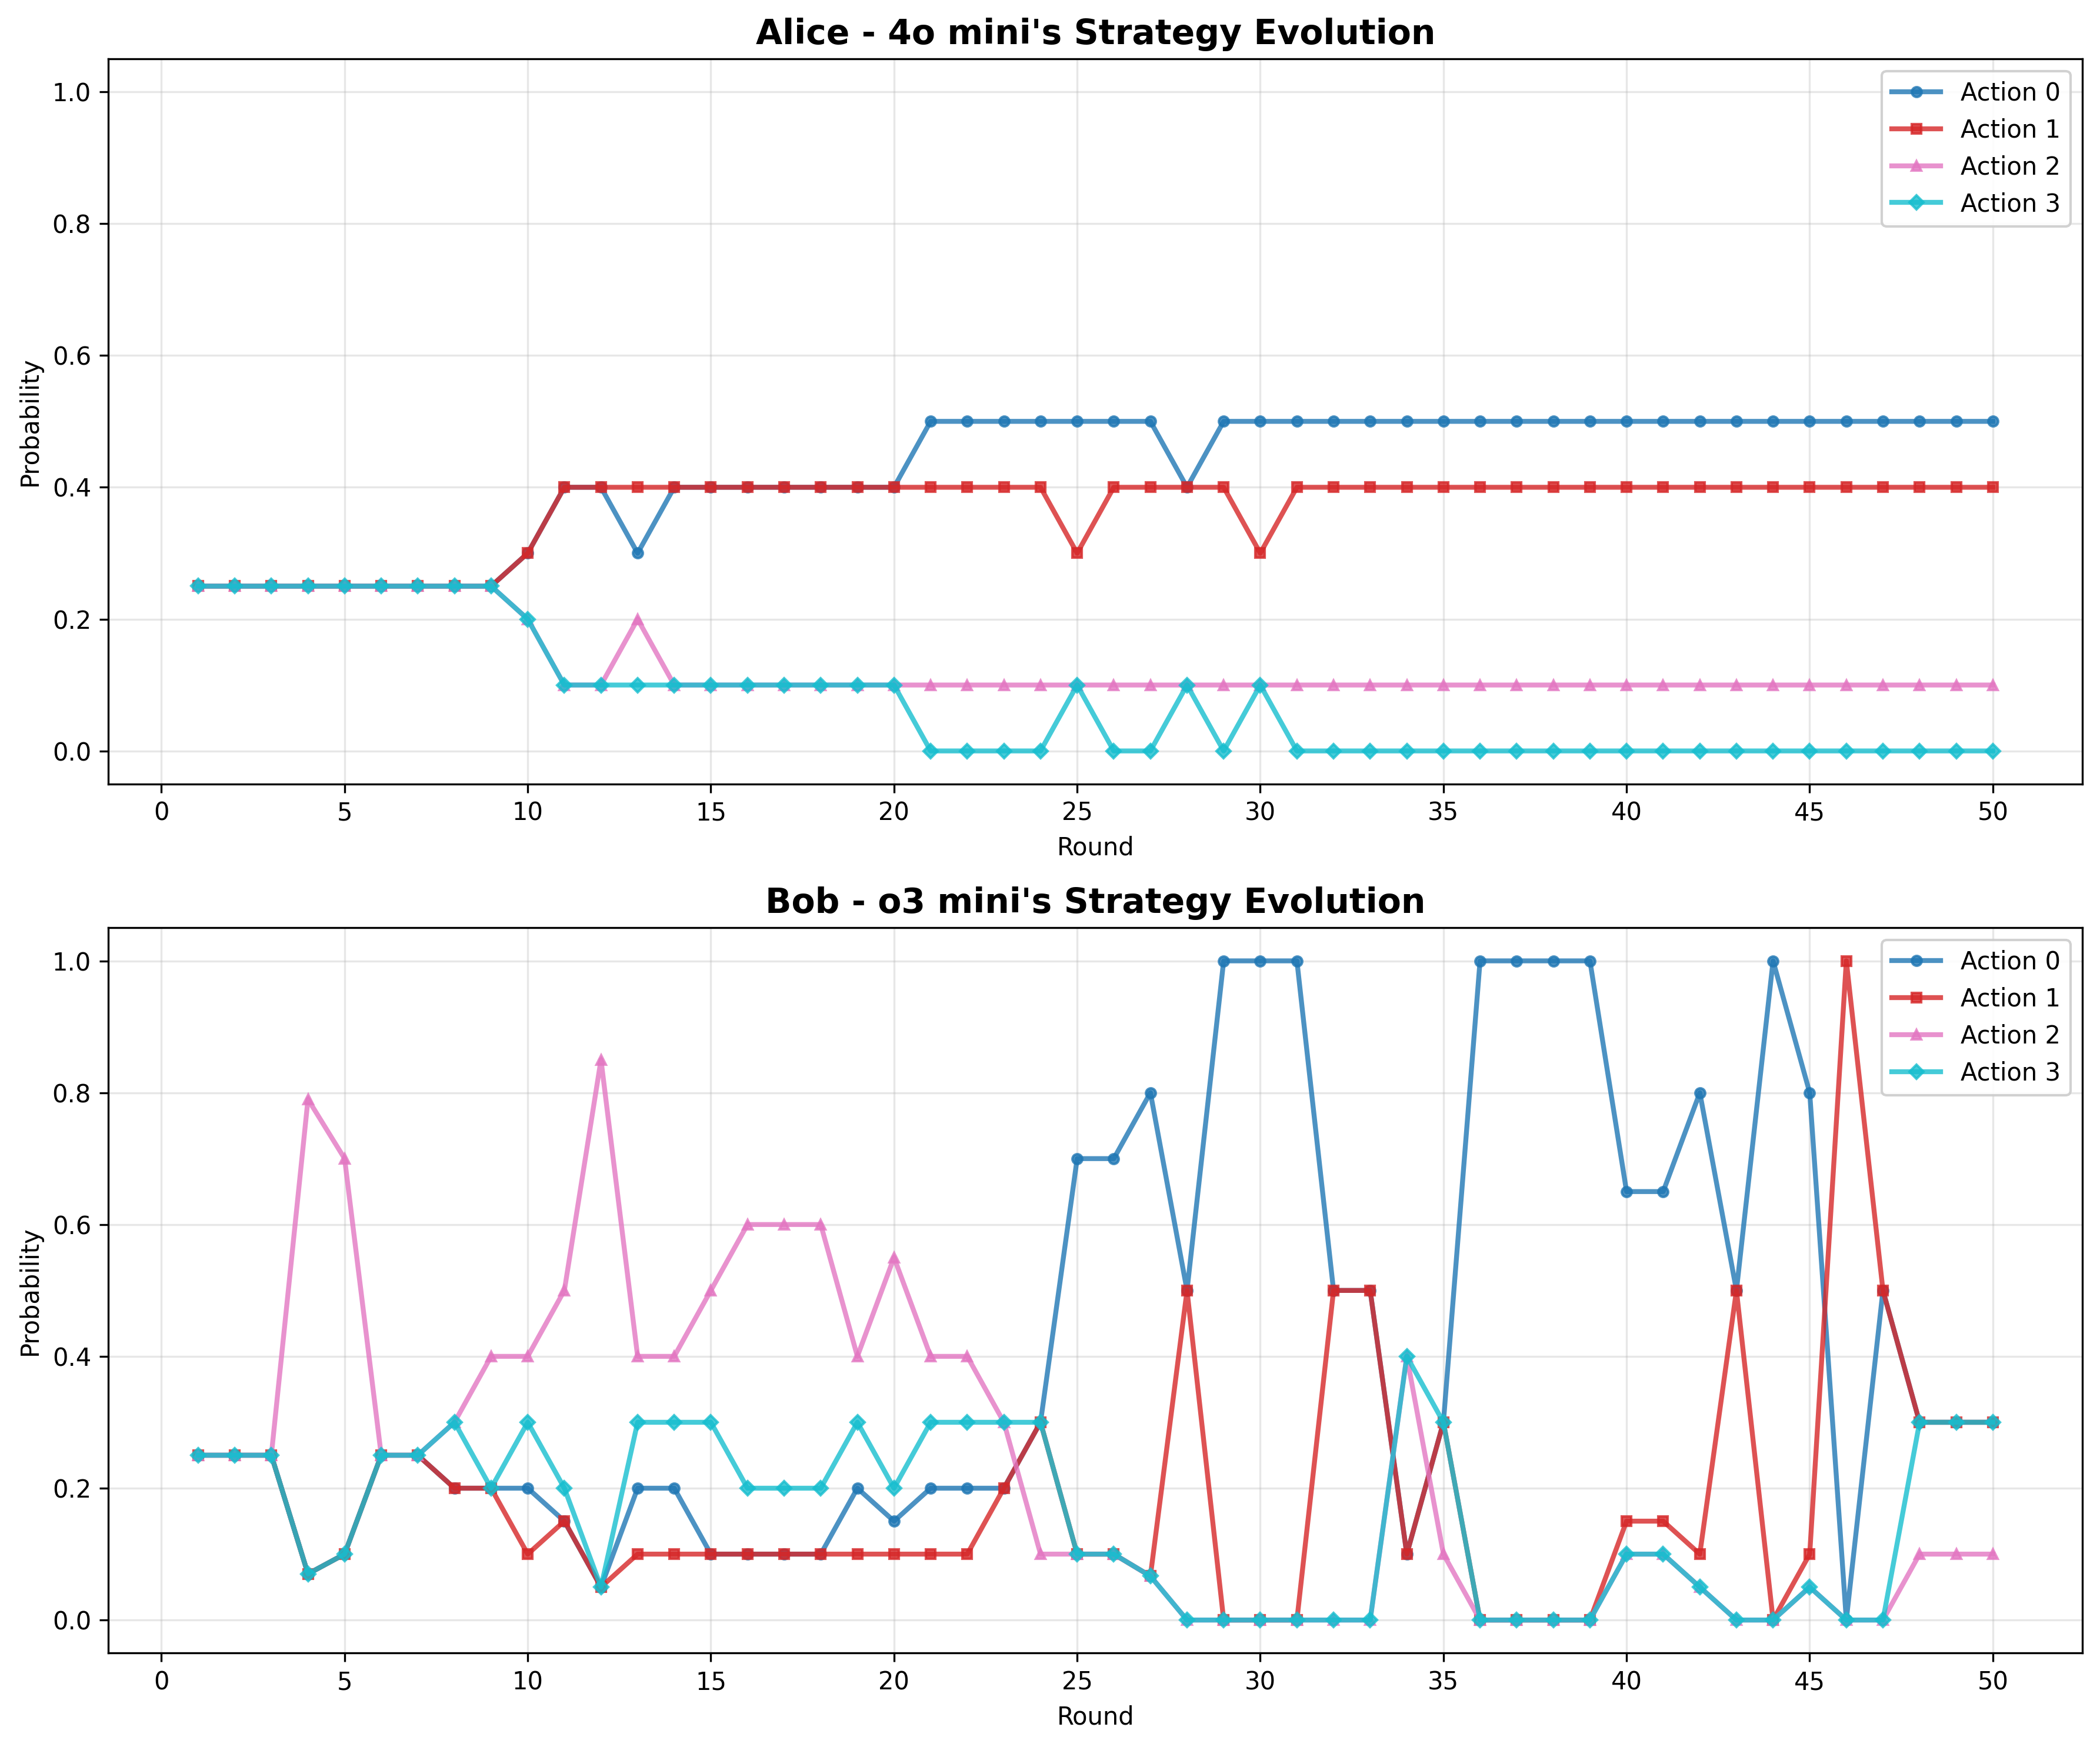 Alice - 4o mini's Strategy Evolution
Probability
1.0
0.8
0.6
0.4
0.2
0.0
Action 0
Action 1
Action 2
Action 3
0 5 10 15 20 25 30 35 40 45 50
Round
Bob - o3 mini's Strategy Evolution
Probability
1.0
0.8
0.6
0.4
0.2
0.0
Action 0
Action 1
Action 2
Action 3
0 5 10 15 20 25 30 35 40 45 50
Round